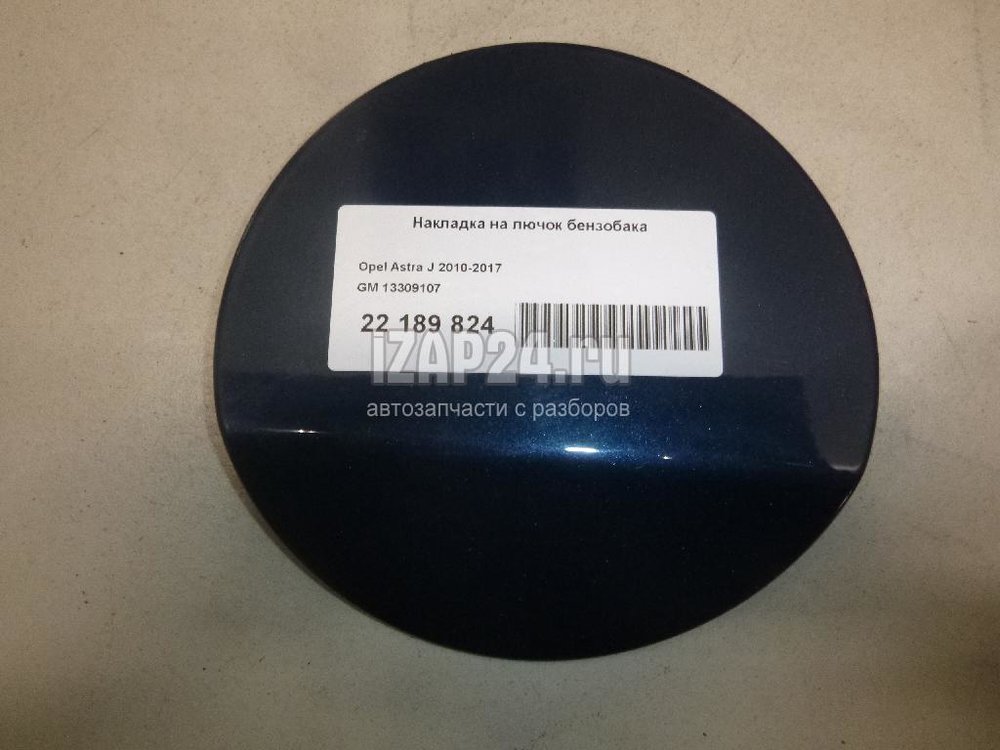 Накладка на лючок бензобака
Opel Astra J 2010-2017
GM 13309107
22 189 824
iZAP24.ru
автозапчасти с разборов